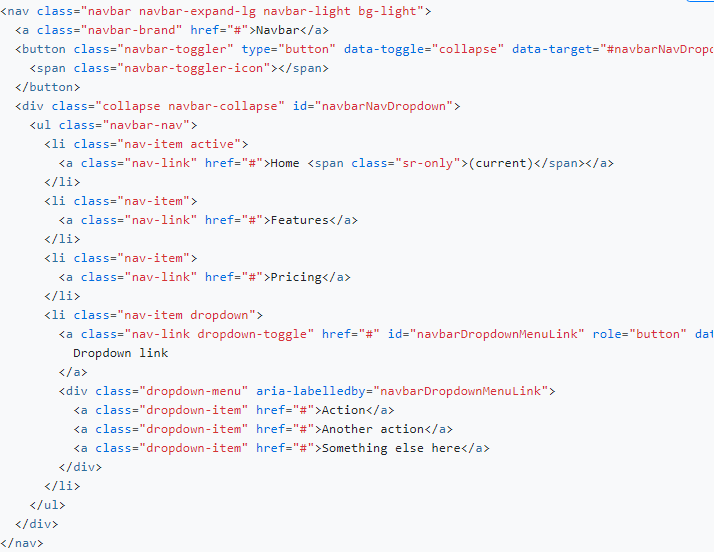 <nav class="navbar navbar-expand-lg navbar-light bg-light">
  <a class="navbar-brand" href="#">Navbar</a>
  <button class="navbar-toggler" type="button" data-toggle="collapse" data-target="#navbarNavDropd
    <span class="navbar-toggler-icon"></span>
  </button>
  <div class="collapse navbar-collapse" id="navbarNavDropdown">
    <ul class="navbar-nav">
      <li class="nav-item active">
        <a class="nav-link" href="#">Home <span class="sr-only">(current)</span></a>
      </li>
      <li class="nav-item">
        <a class="nav-link" href="#">Features</a>
      </li>
      <li class="nav-item">
        <a class="nav-link" href="#">Pricing</a>
      </li>
      <li class="nav-item dropdown">
        <a class="nav-link dropdown-toggle" href="#" id="navbarDropdownMenuLink" role="button" dat
          Dropdown link
        </a>
        <div class="dropdown-menu" aria-labelledby="navbarDropdownMenuLink">
          <a class="dropdown-item" href="#">Action</a>
          <a class="dropdown-item" href="#">Another action</a>
          <a class="dropdown-item" href="#">Something else here</a>
        </div>
      </li>
    </ul>
  </div>
</nav>